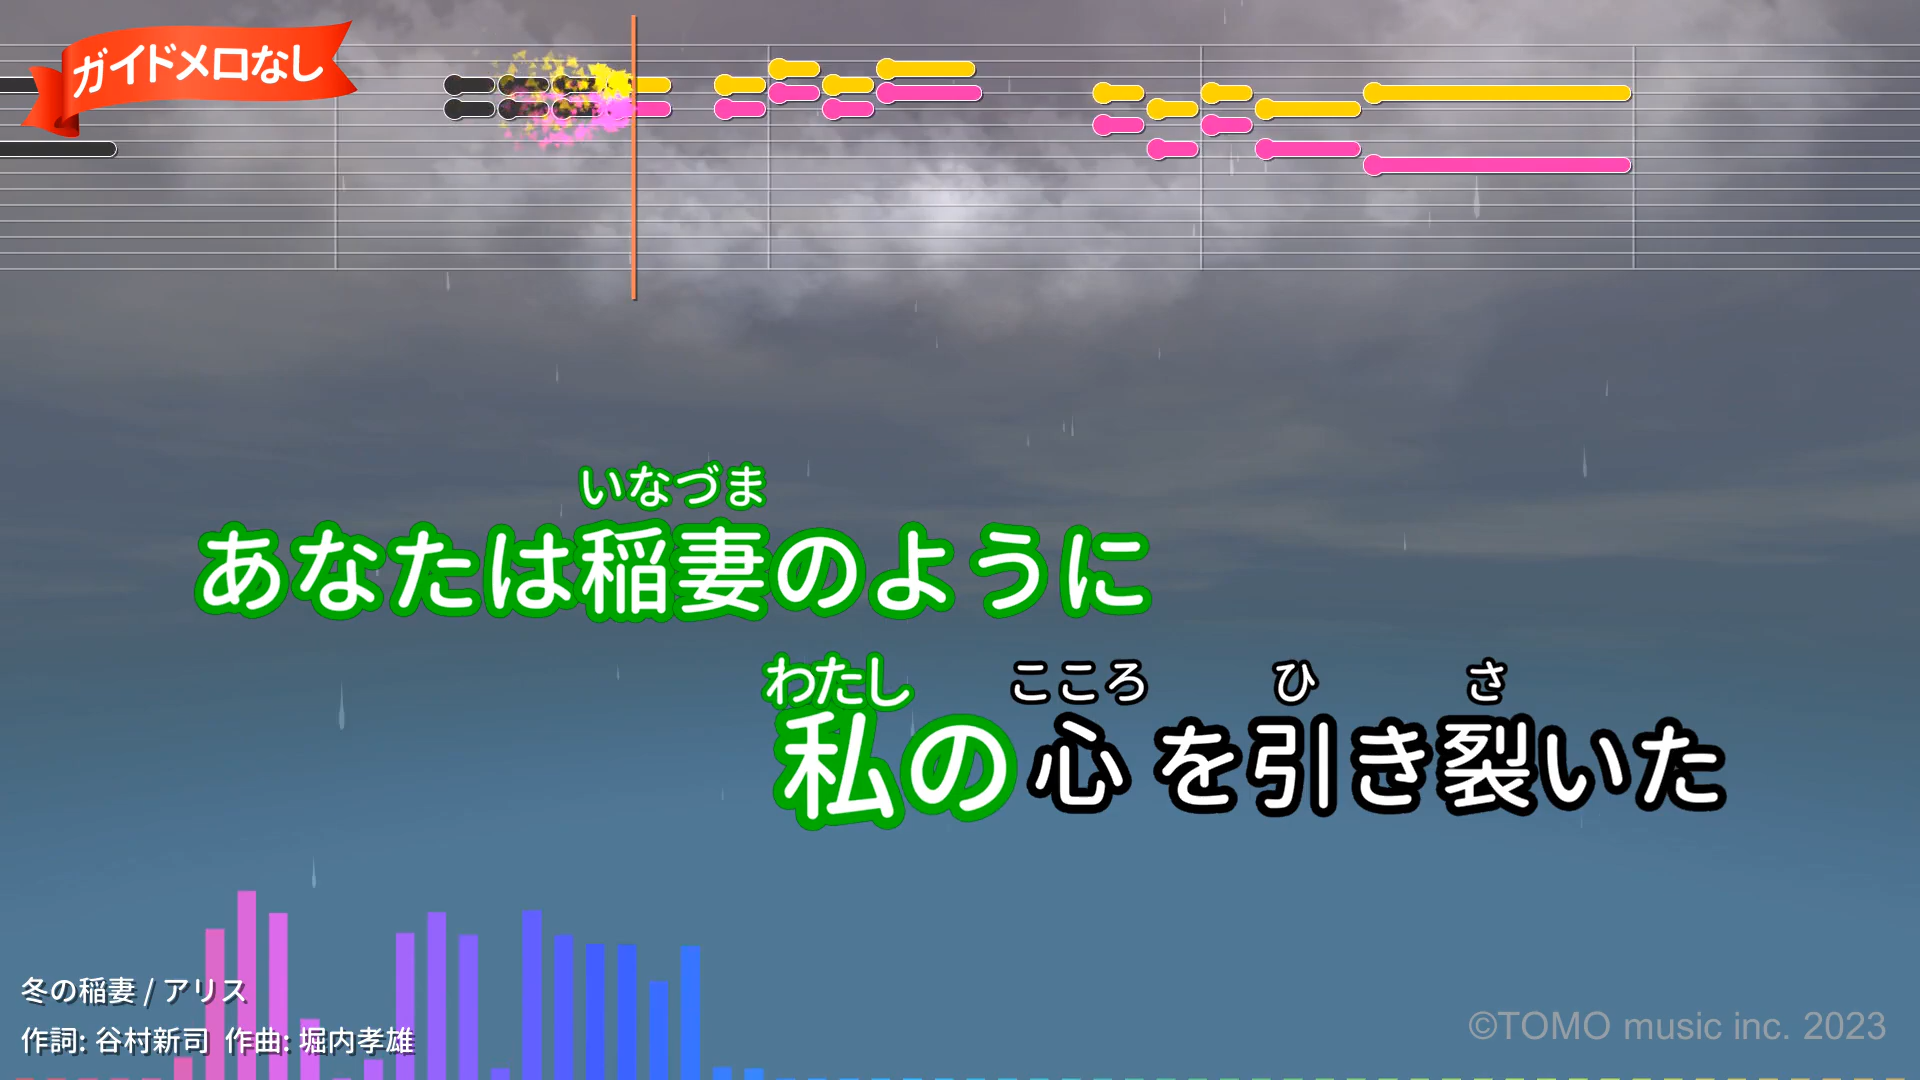 ガイドメロなし
いなづま
あなたは稲妻のように
わたし こころ ひ さ
私の心を引き裂いた
冬の稲妻 / アリス
作詞: 谷村新司 作曲: 堀内孝雄
©TOMO music inc. 2023